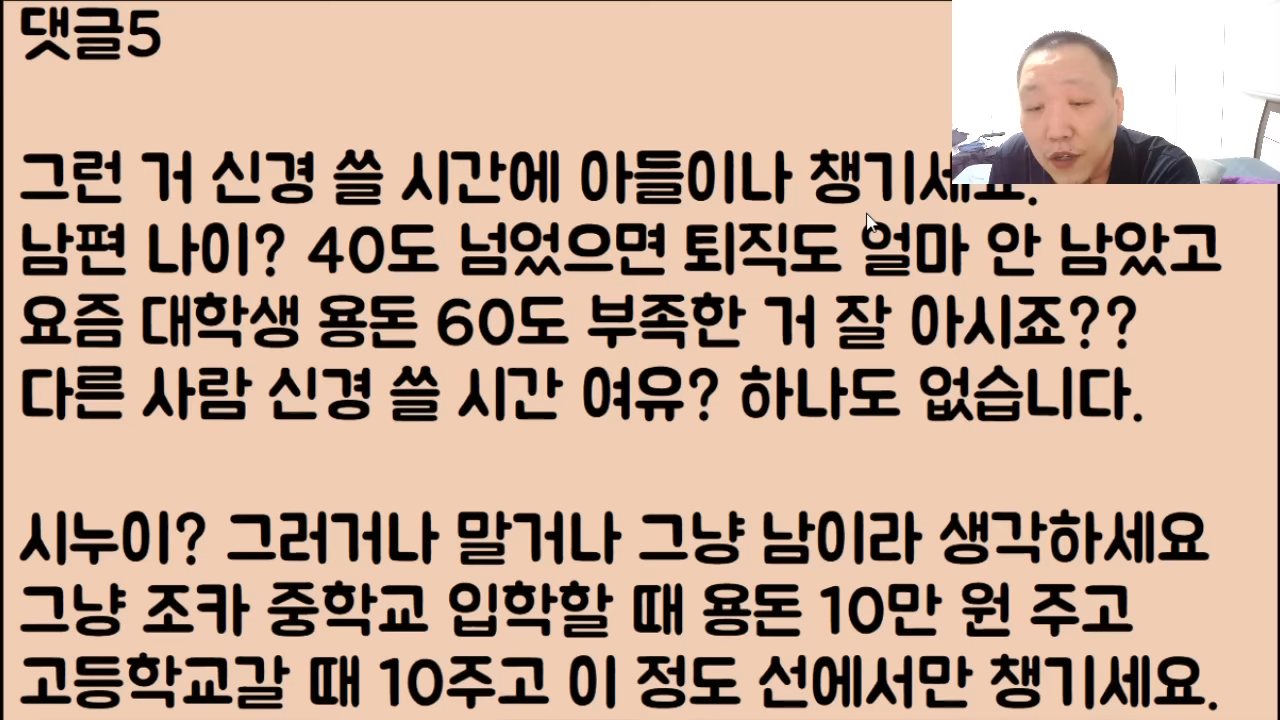 댓글5
그런 거 신경 쓸 시간에 아들이나 챙기세요.
남편 나이? 40도 넘었으면 퇴직도 얼마 안 남았고
요즘 대학생 용돈 60도 부족한 거 잘 아시죠??
다른 사람 신경 쓸 시간 여유? 하나도 없습니다.
시누이? 그러거나 말거나 그냥 남이라 생각하세요
그냥 조카 중학교 입학할 때 용돈 10만 원 주고
고등학교갈 때 10주고 이 정도 선에서만 챙기세요.